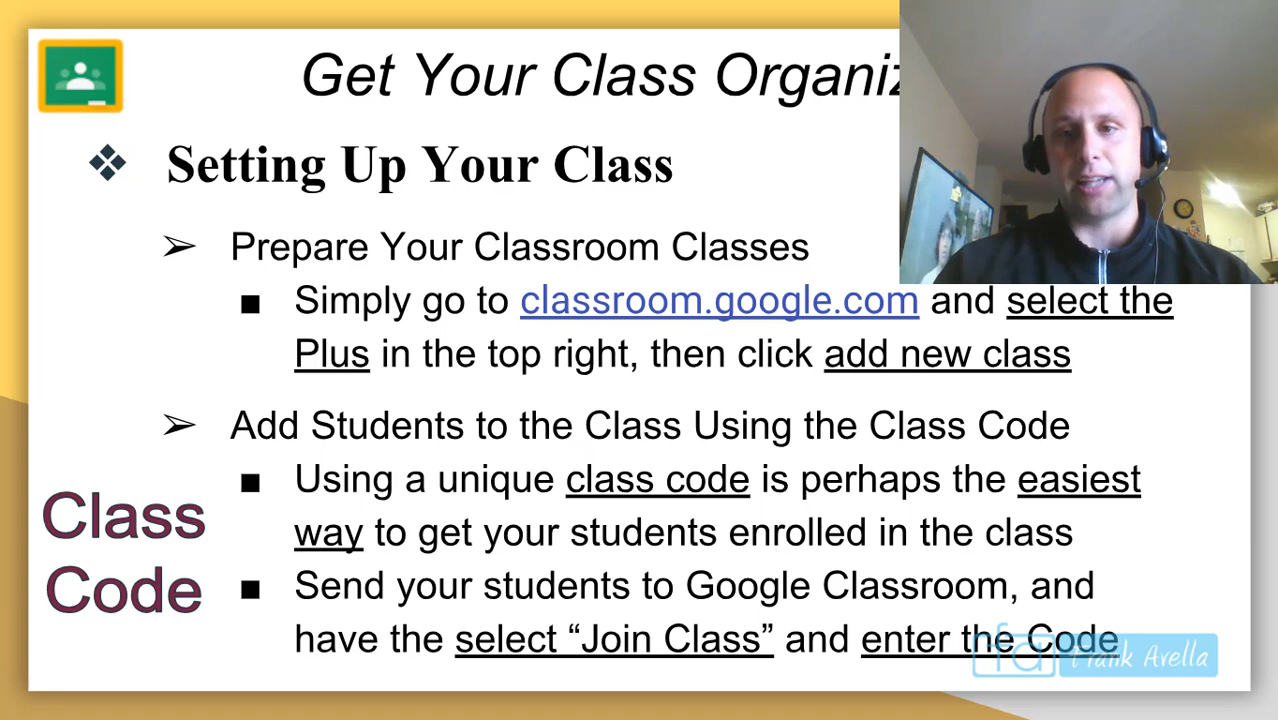 Get Your Class Organiz
Setting Up Your Class
Prepare Your Classroom Classes
Simply go to classroom.google.com and select the
Plus in the top right, then click add new class
Add Students to the Class Using the Class Code
Using a unique class code is perhaps the easiest
way to get your students enrolled in the class
Send your students to Google Classroom, and
have the select “Join Class” and enter the Code
Class
Code
fa Frank Avella